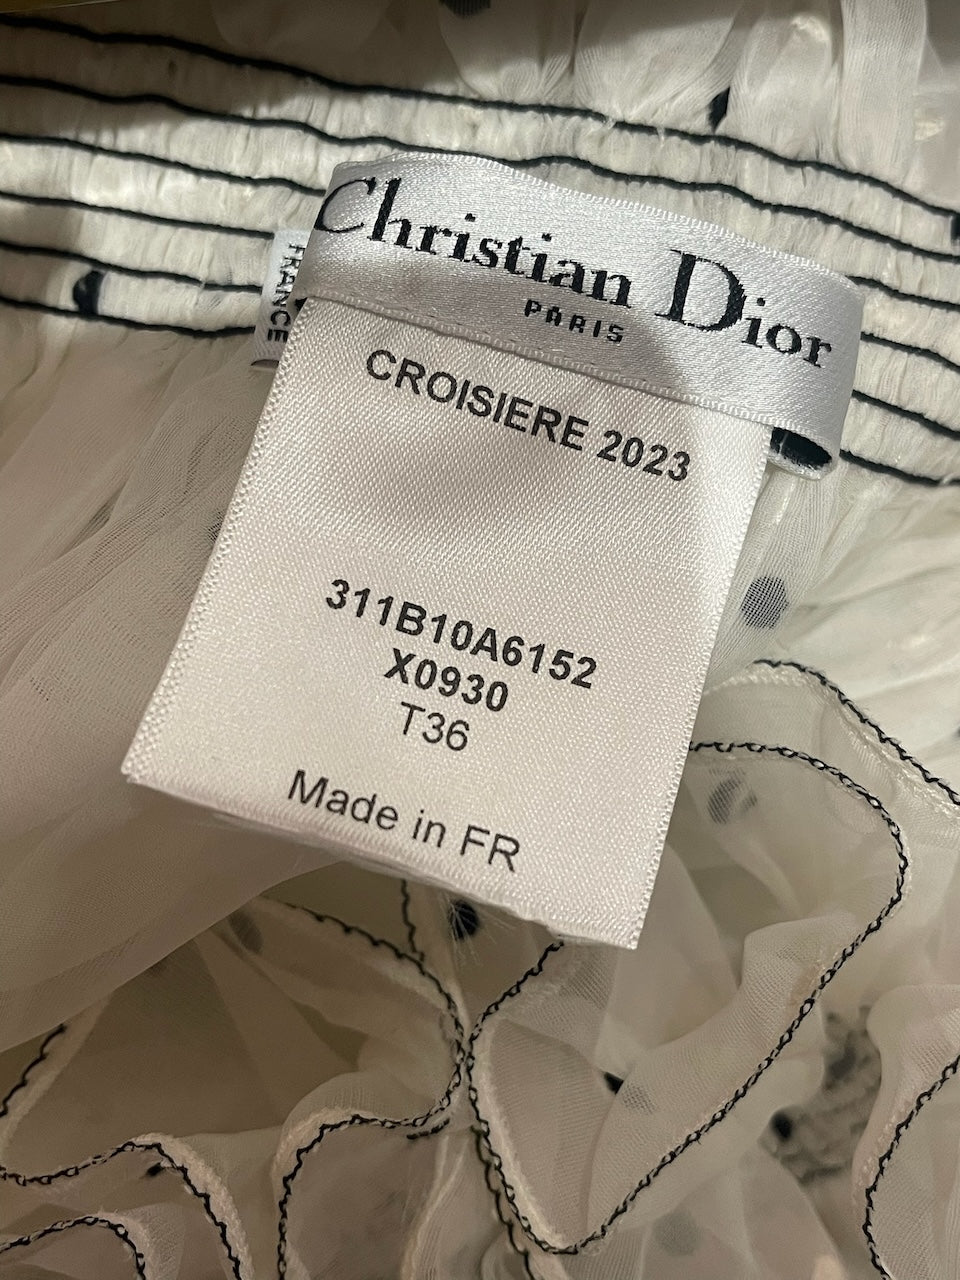 Christian Dior
PARIS
CROISIERE 2023
311B10A6152
X0930
T36
Made in FR
FRANCE